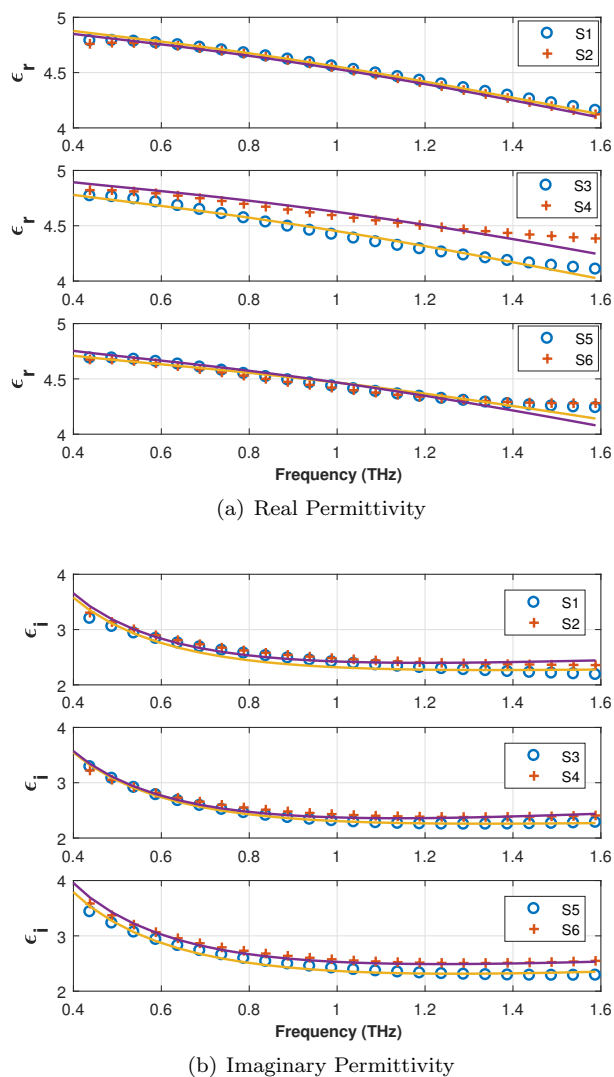 5
4.5
4
ϵr
S1
S2
0.4 0.6 0.8 1 1.2 1.4 1.6
5
4.5
4
ϵr
S3
S4
0.4 0.6 0.8 1 1.2 1.4 1.6
5
4.5
4
ϵr
S5
S6
0.4 0.6 0.8 1 1.2 1.4 1.6
Frequency (THz)
(a) Real Permittivity
4
3
2
ϵi
S1
S2
0.4 0.6 0.8 1 1.2 1.4 1.6
4
3
2
ϵi
S3
S4
0.4 0.6 0.8 1 1.2 1.4 1.6
4
3
2
ϵi
S5
S6
0.4 0.6 0.8 1 1.2 1.4 1.6
Frequency (THz)
(b) Imaginary Permittivity